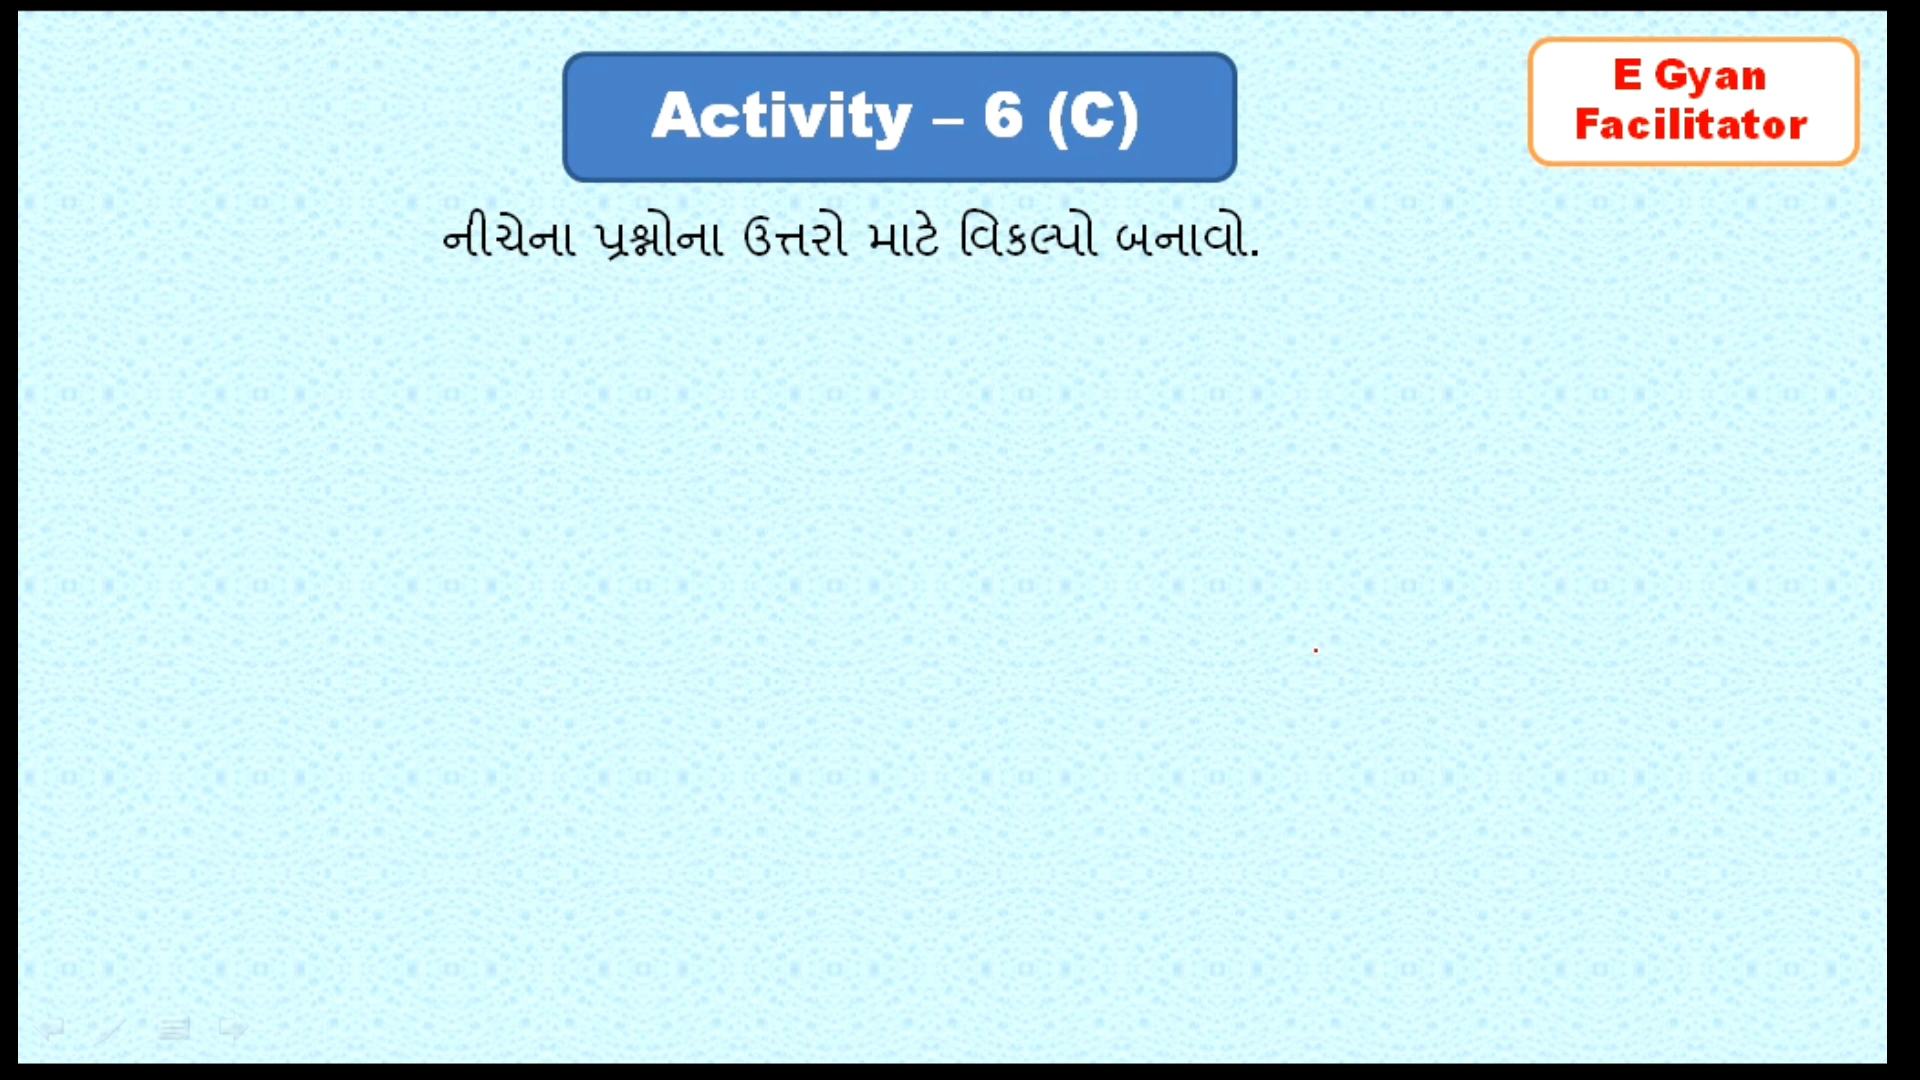 Activity – 6 (C)
E Gyan
Facilitator
નીચેના પ્રશ્નોના ઉત્તરો માટે વિકલ્પો બનાવો.